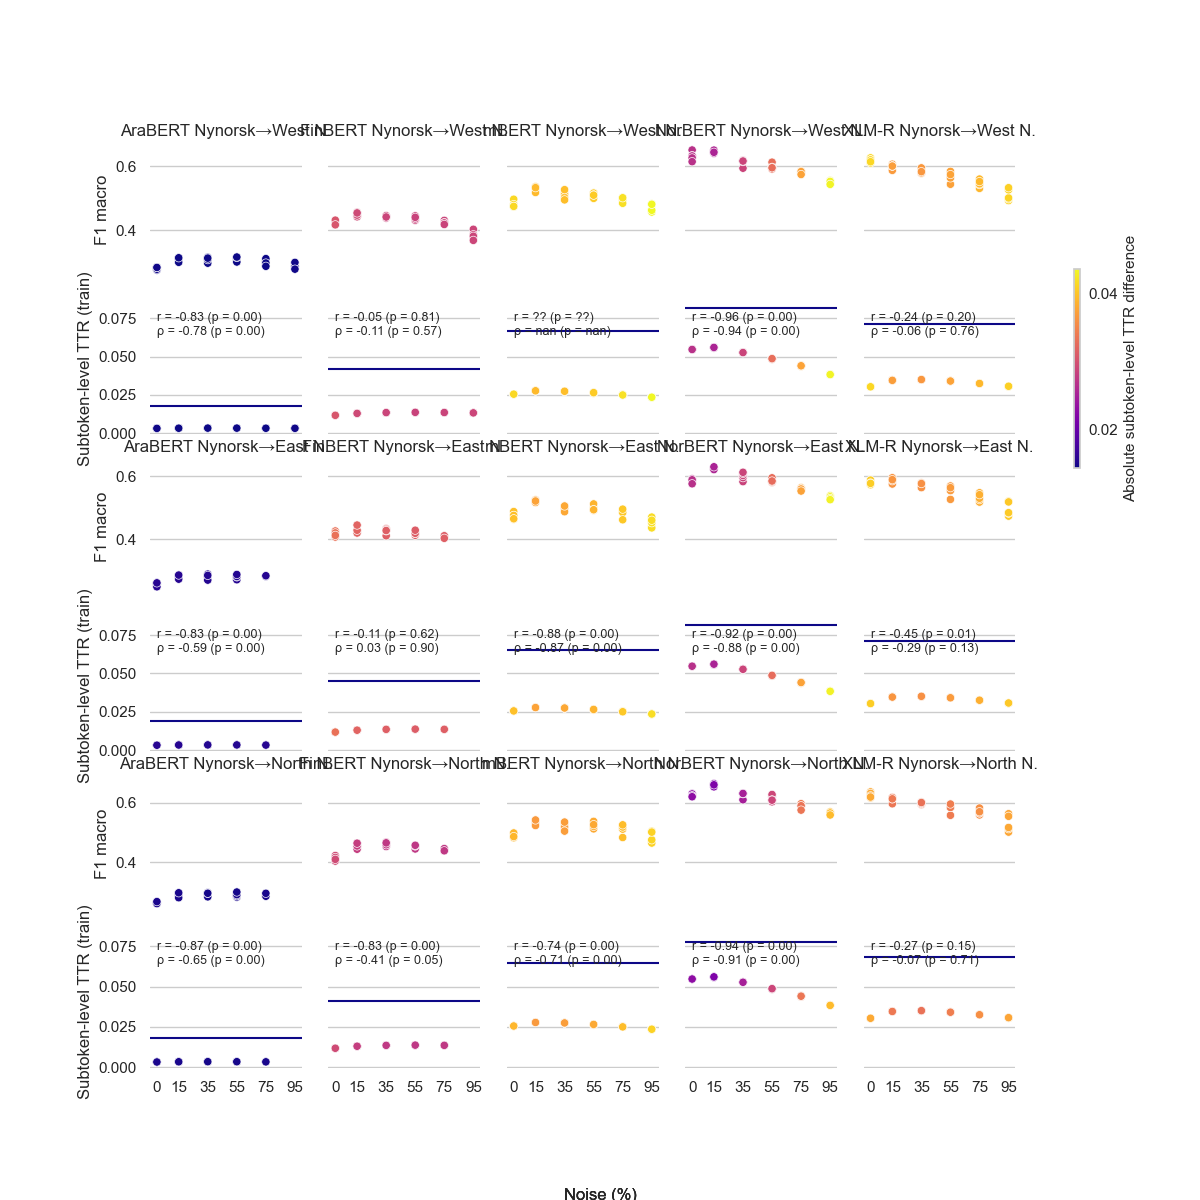 AraBERT Nynorsk→West N.
FinBERT Nynorsk→West N.
mBERT Nynorsk→West N.
NorBERT Nynorsk→West N.
XLM-R Nynorsk→West N.
F1 macro
0.6
0.4
Subtoken-level TTR (train)
0.075
0.050
0.025
0.000
r = -0.83 (p = 0.00)
ρ = -0.78 (p = 0.00)
r = -0.05 (p = 0.81)
ρ = -0.11 (p = 0.57)
r = ?? (p = ??)
ρ = nan (p = nan)
r = -0.96 (p = 0.00)
ρ = -0.94 (p = 0.00)
r = -0.24 (p = 0.20)
ρ = -0.06 (p = 0.76)
AraBERT Nynorsk→East N.
FinBERT Nynorsk→East N.
mBERT Nynorsk→East N.
NorBERT Nynorsk→East N.
XLM-R Nynorsk→East N.
F1 macro
0.6
0.4
Subtoken-level TTR (train)
0.075
0.050
0.025
0.000
r = -0.83 (p = 0.00)
ρ = -0.59 (p = 0.00)
r = -0.11 (p = 0.62)
ρ = 0.03 (p = 0.90)
r = -0.88 (p = 0.00)
ρ = -0.87 (p = 0.00)
r = -0.92 (p = 0.00)
ρ = -0.88 (p = 0.00)
r = -0.45 (p = 0.01)
ρ = -0.29 (p = 0.13)
AraBERT Nynorsk→North N.
FinBERT Nynorsk→North N.
mBERT Nynorsk→North N.
NorBERT Nynorsk→North N.
XLM-R Nynorsk→North N.
F1 macro
0.6
0.4
Subtoken-level TTR (train)
0.075
0.050
0.025
0.000
r = -0.87 (p = 0.00)
ρ = -0.65 (p = 0.00)
r = -0.83 (p = 0.00)
ρ = -0.41 (p = 0.05)
r = -0.74 (p = 0.00)
ρ = -0.71 (p = 0.00)
r = -0.94 (p = 0.00)
ρ = -0.91 (p = 0.00)
r = -0.27 (p = 0.15)
ρ = -0.07 (p = 0.71)
0 15 35 55 75 95
0 15 35 55 75 95
0 15 35 55 75 95
0 15 35 55 75 95
0 15 35 55 75 95
Noise (%)
0.04
0.02
Absolute subtoken-level TTR difference